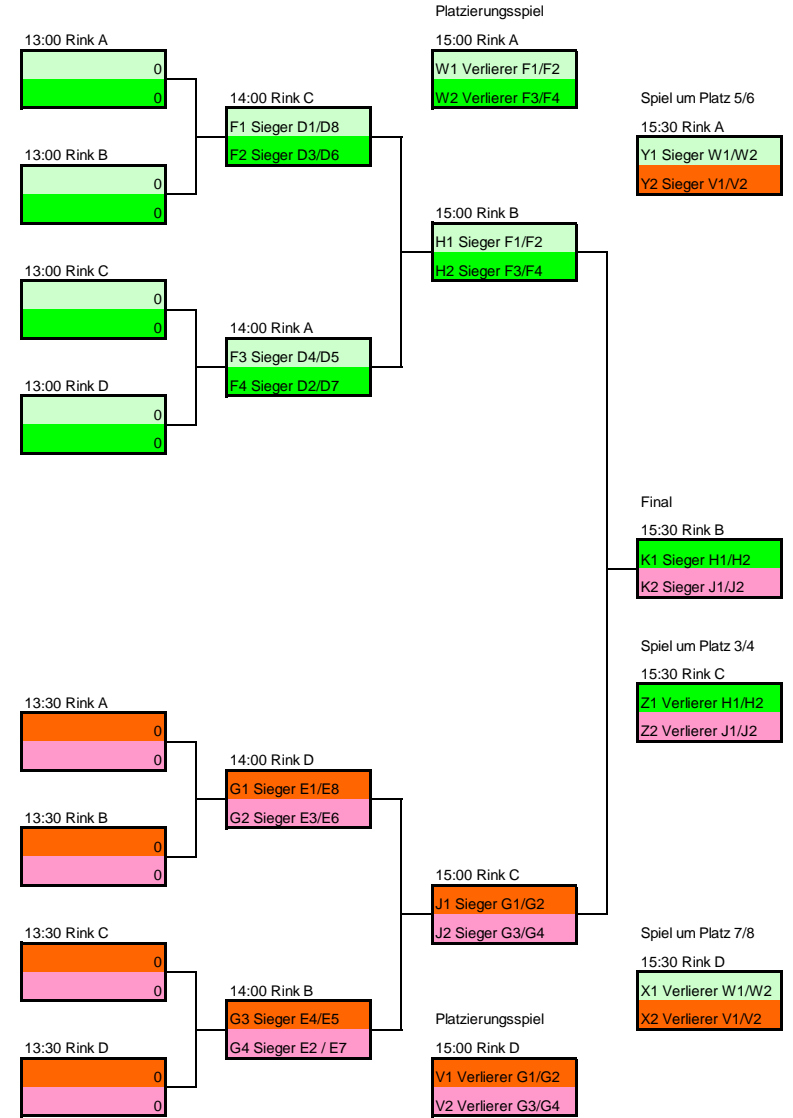 Platzierungsspiel
13:00 Rink A
15:00 Rink A
0
W1 Verlierer F1/F2
0
14:00 Rink C
W2 Verlierer F3/F4
Spiel um Platz 5/6
F1 Sieger D1/D8
15:30 Rink A
13:00 Rink B
F2 Sieger D3/D6
Y1 Sieger W1/W2
0
Y2 Sieger V1/V2
0
15:00 Rink B
H1 Sieger F1/F2
13:00 Rink C
H2 Sieger F3/F4
0
0
14:00 Rink A
F3 Sieger D4/D5
13:00 Rink D
F4 Sieger D2/D7
0
0
Final
15:30 Rink B
K1 Sieger H1/H2
K2 Sieger J1/J2
Spiel um Platz 3/4
15:30 Rink C
13:30 Rink A
Z1 Verlierer H1/H2
0
Z2 Verlierer J1/J2
0
14:00 Rink D
G1 Sieger E1/E8
13:30 Rink B
G2 Sieger E3/E6
0
0
15:00 Rink C
J1 Sieger G1/G2
13:30 Rink C
J2 Sieger G3/G4
Spiel um Platz 7/8
0
15:30 Rink D
0
14:00 Rink B
X1 Verlierer W1/W2
G3 Sieger E4/E5
Platzierungsspiel
X2 Verlierer V1/V2
13:30 Rink D
G4 Sieger E2 / E7
15:00 Rink D
0
V1 Verlierer G1/G2
0
V2 Verlierer G3/G4